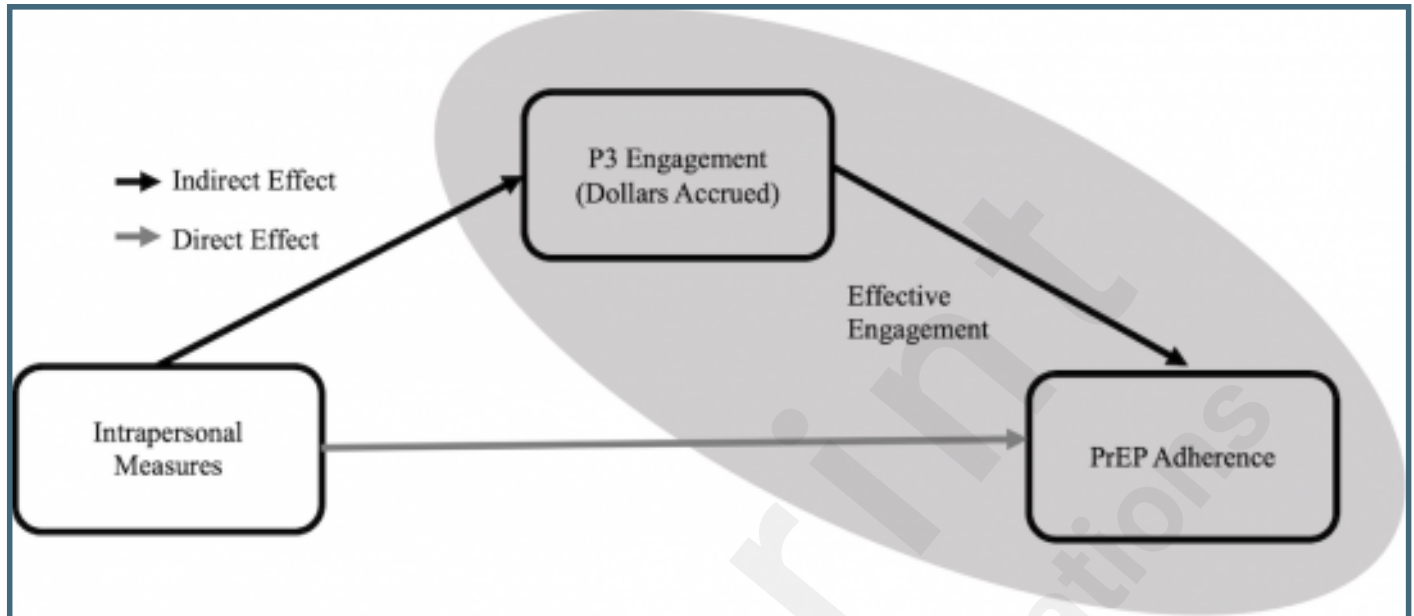 P3 Engagement
(Dollars Accrued)
Indirect Effect
Direct Effect
Effective
Engagement
Intrapersonal
Measures
PrEP Adherence